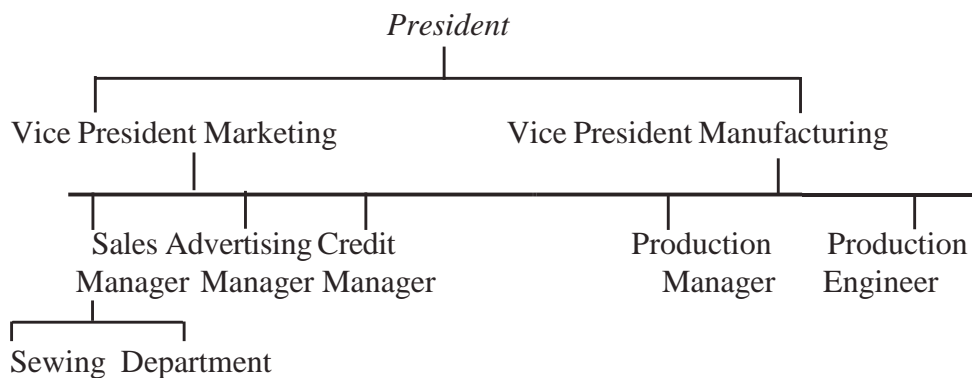 President
Vice President Marketing Vice President Manufacturing
Sales Advertising Credit Production Production
Manager Manager Manager Manager Engineer
Sewing Department